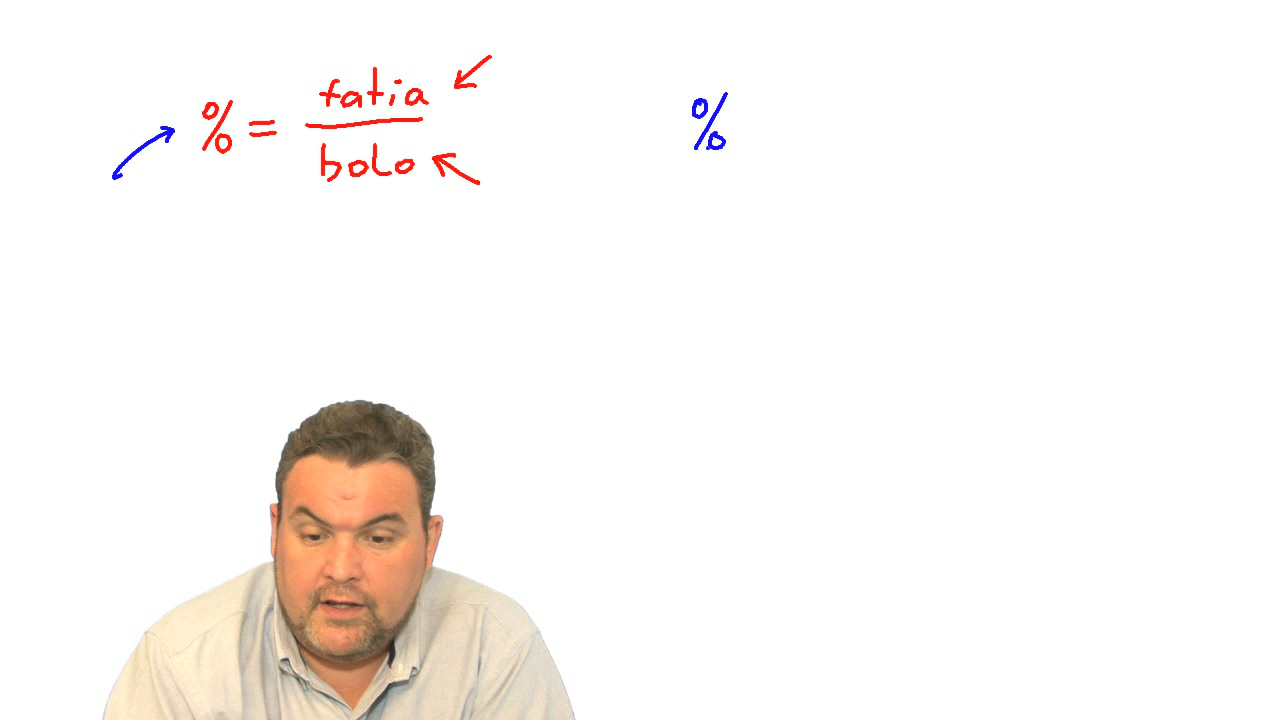 % = fatia
bolo
%